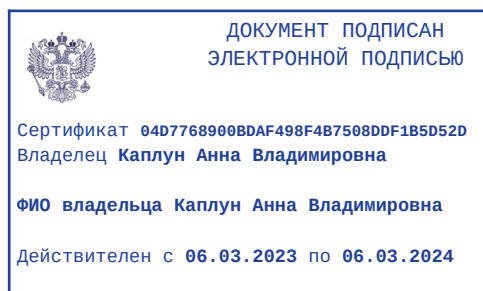 ДОКУМЕНТ ПОДПИСАН
ЭЛЕКТРОННОЙ ПОДПИСЬЮ
Сертификат 04D7768900BDAF498F4B7508DDF1B5D52D
Владелец Каплун Анна Владимировна
ФИО владельца Каплун Анна Владимировна
Действителен с 06.03.2023 по 06.03.2024